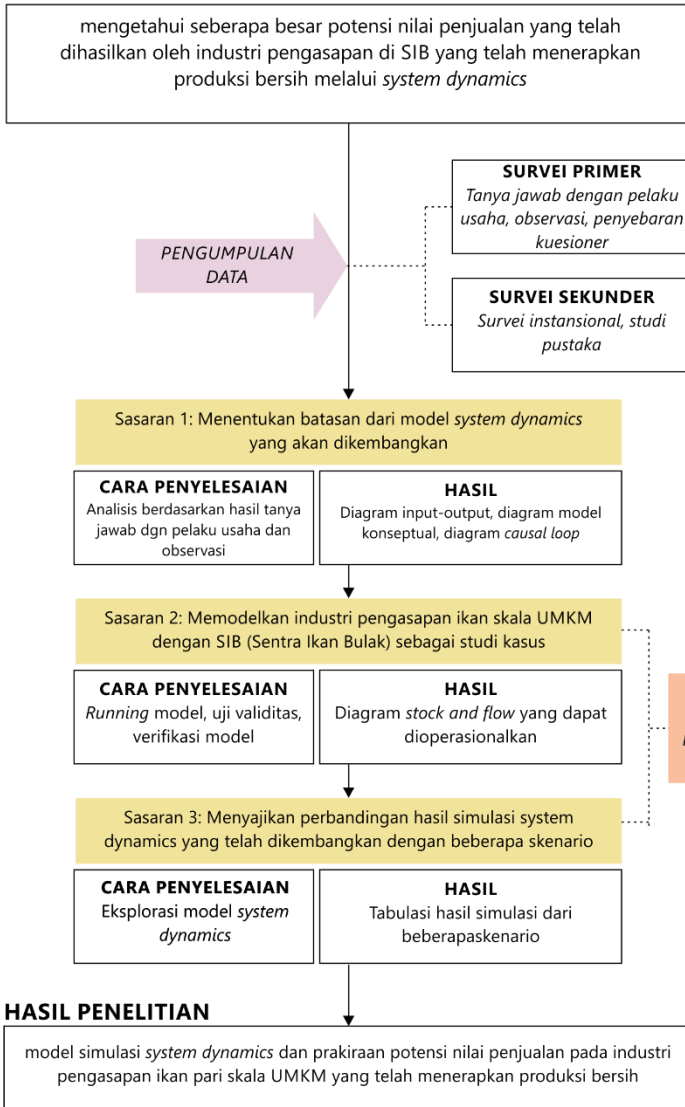 mengetahui seberapa besar potensi nilai penjualan yang telah
dihasilkan oleh industri pengasapan di SIB yang telah menerapkan
produksi bersih melalui system dynamics
SURVEI PRIMER
Tanya jawab dengan pelaku
usaha, observasi, penyebaran
kuesioner
PENGUMPULAN
DATA
SURVEI SEKUNDER
Survei instansional, studi
pustaka
Sasaran 1: Menentukan batasan dari model system dynamics
yang akan dikembangkan
CARA PENYELESAIAN
Analisis berdasarkan hasil tanya
jawab dgn pelaku usaha dan
observasi
HASIL
Diagram input-output, diagram model
konseptual, diagram causal loop
Sasaran 2: Memodelkan industri pengasapan ikan skala UMKM
dengan SIB (Sentra Ikan Bulak) sebagai studi kasus
CARA PENYELESAIAN
Running model, uji validitas,
verifikasi model
HASIL
Diagram stock and flow yang dapat
dioperasionalkan
Sasaran 3: Menyajikan perbandingan hasil simulasi system
dynamics yang telah dikembangkan dengan beberapa skenario
CARA PENYELESAIAN
Eksplorasi model system
dynamics
HASIL
Tabulasi hasil simulasi dari
beberapaskenario
HASIL PENELITIAN
model simulasi system dynamics dan prakiraan potensi nilai penjualan pada industri
pengasapan ikan pari skala UMKM yang telah menerapkan produksi bersih